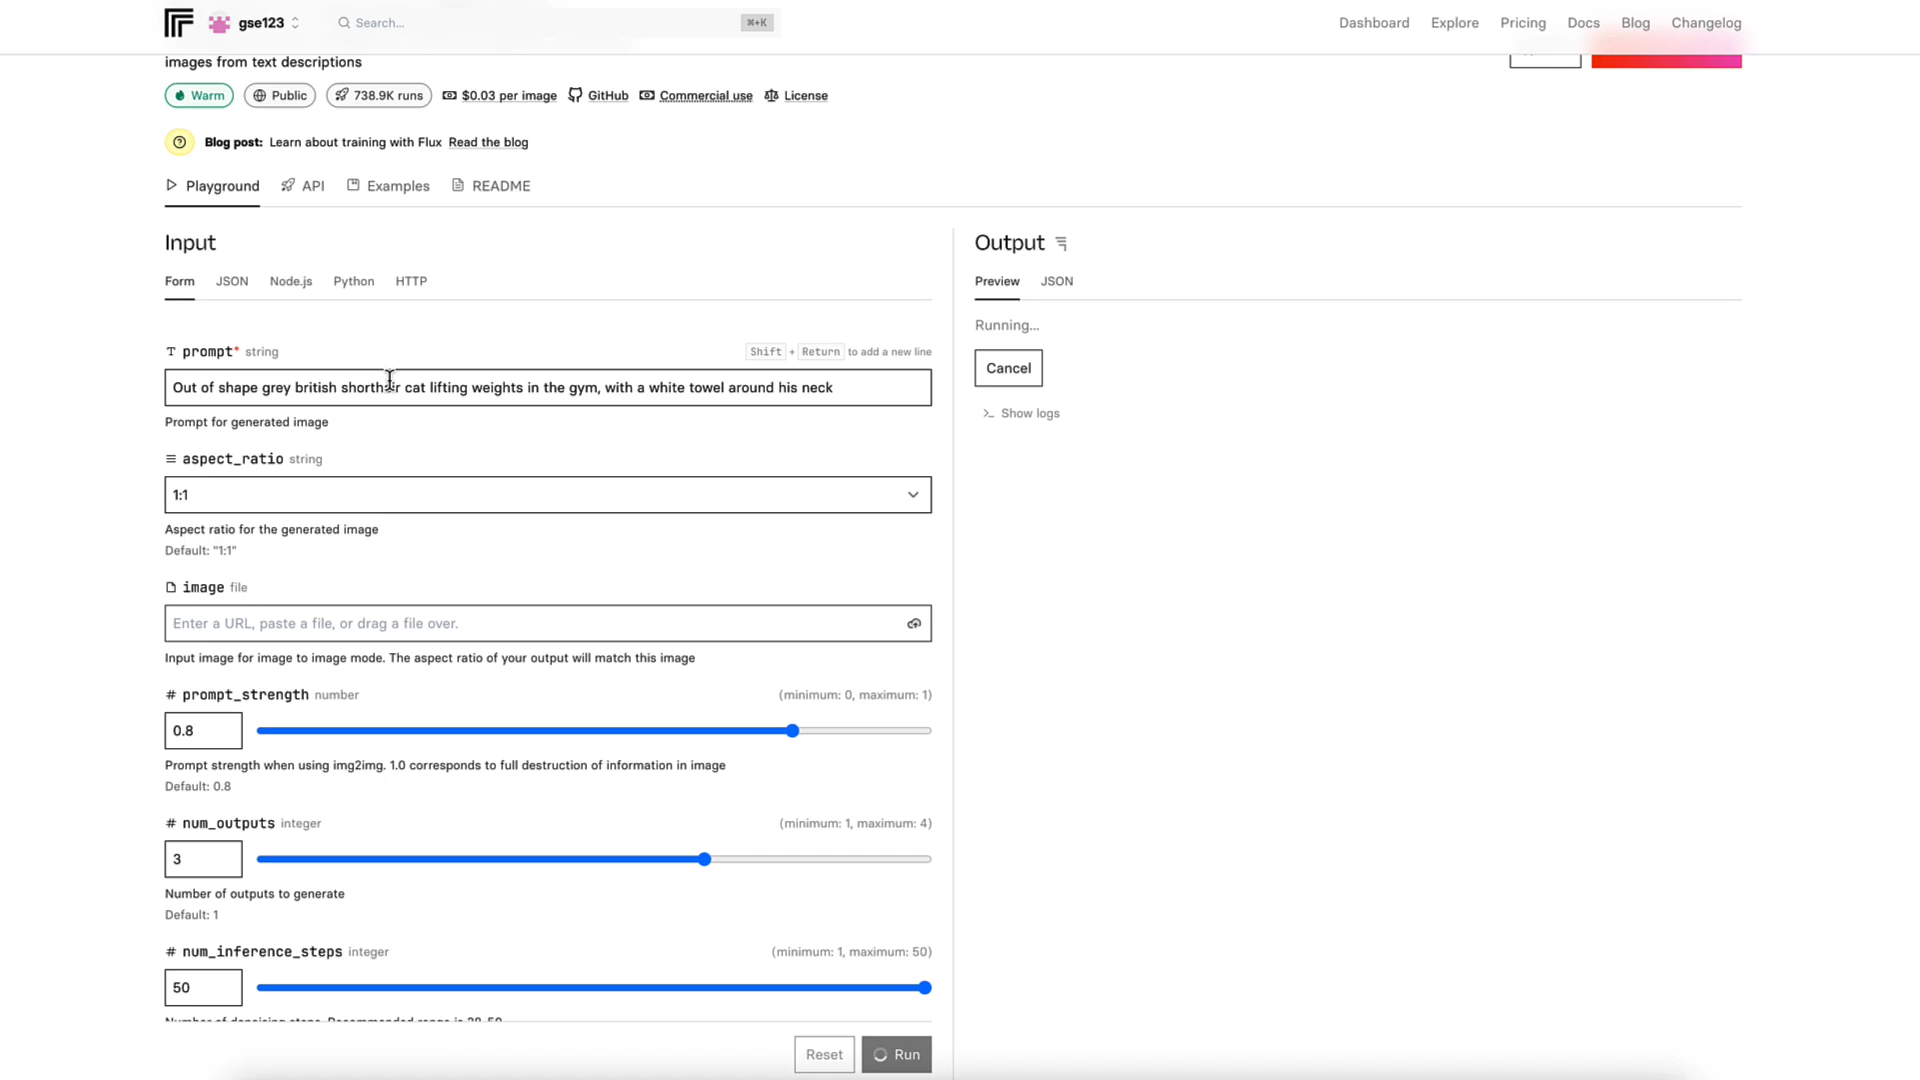 gse123
Search...
⌘+K
Dashboard
Explore
Pricing
Docs
Blog
Changelog
images from text descriptions
Warm
Public
738.9K runs
$0.03 per image
GitHub
Commercial use
License
Blog post: Learn about training with Flux Read the blog
Playground
API
Examples
README
Input
Form
JSON
Node.js
Python
HTTP
prompt* string
Shift + Return to add a new line
Out of shape grey british shorthair cat lifting weights in the gym, with a white towel around his neck
Prompt for generated image
aspect_ratio string
1:1
Aspect ratio for the generated image
Default: "1:1"
image file
Enter a URL, paste a file, or drag a file over.
Input image for image to image mode. The aspect ratio of your output will match this image
# prompt_strength number
(minimum: 0, maximum: 1)
0.8
Prompt strength when using img2img. 1.0 corresponds to full destruction of information in image
Default: 0.8
# num_outputs integer
(minimum: 1, maximum: 4)
3
Number of outputs to generate
Default: 1
# num_inference_steps integer
(minimum: 1, maximum: 50)
50
Number of denoising steps. Recommended range is 28-50
Reset
Run
Output
Preview
JSON
Running...
Cancel
>_ Show logs